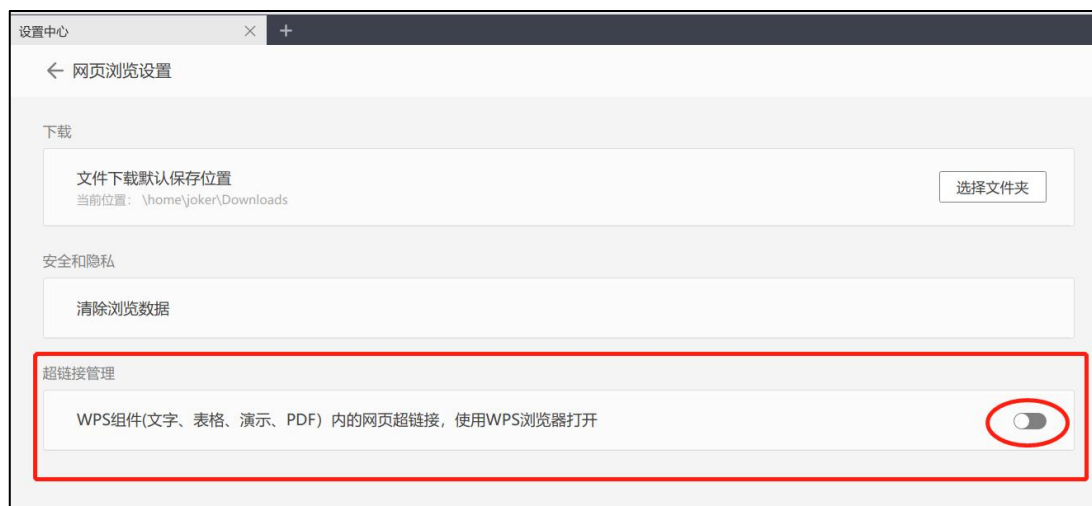 设置中心
网页浏览设置
下载
文件下载默认保存位置
选择文件夹
当前位置： \home\joker\Downloads
安全和隐私
清除浏览数据
超链接管理
WPS组件(文字、表格、演示、PDF）内的网页超链接，使用WPS浏览器打开